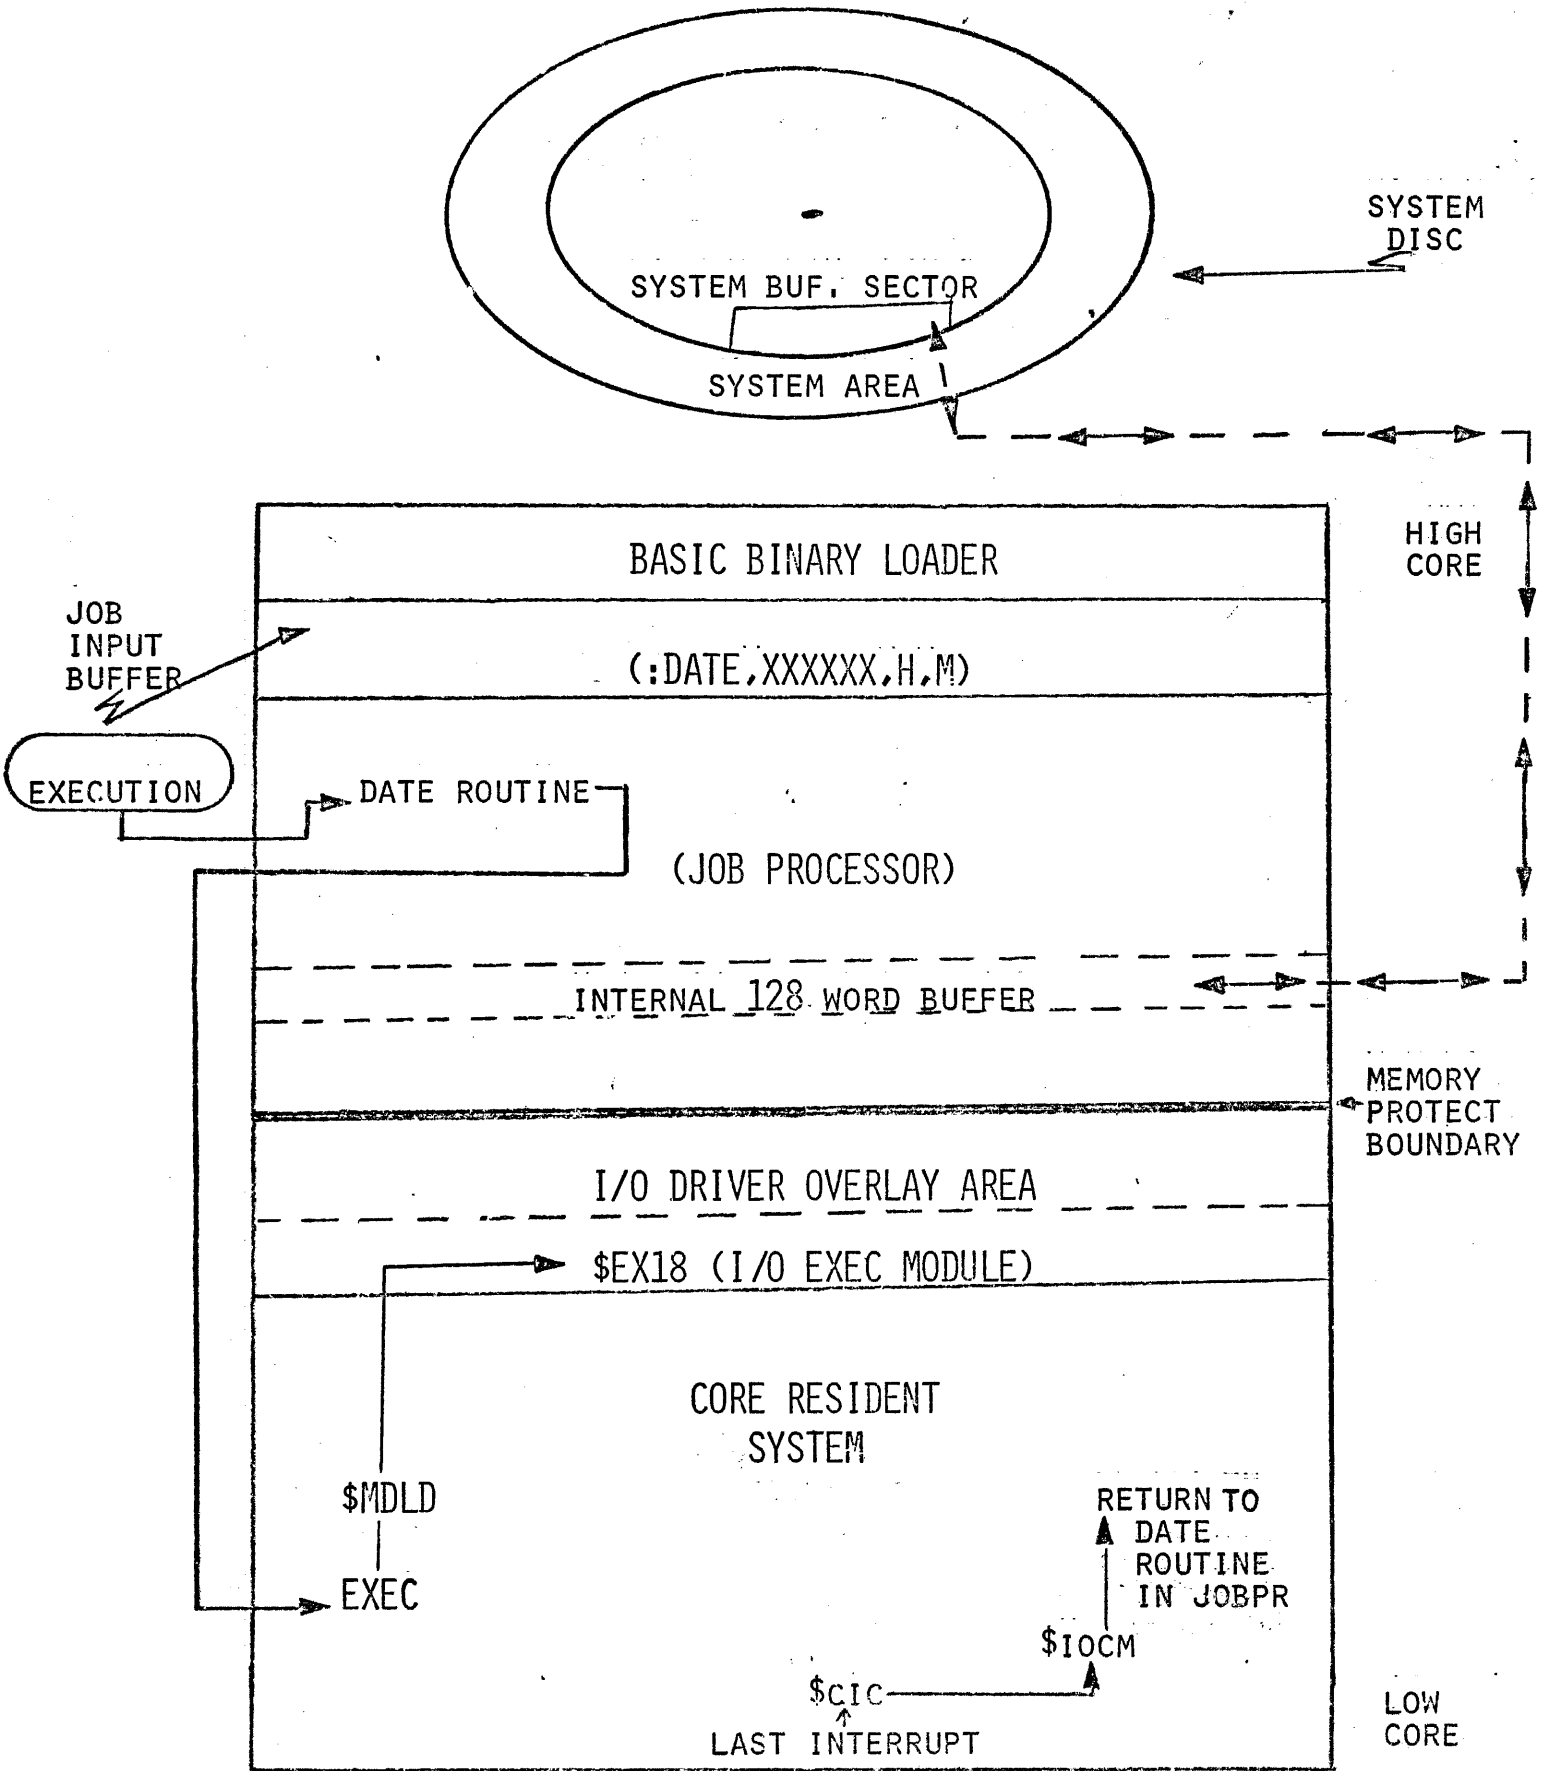 SYSTEM
DISC
SYSTEM BUF. SECTOR
SYSTEM AREA
HIGH
CORE
BASIC BINARY LOADER
JOB
INPUT
BUFFER
(:DATE,XXXXXX,H,M)
EXECUTION
DATE ROUTINE
(JOB PROCESSOR)
INTERNAL 128 WORD BUFFER
MEMORY
PROTECT
BOUNDARY
I/O DRIVER OVERLAY AREA
$EX18 (I/O EXEC MODULE)
CORE RESIDENT
SYSTEM
$MDLD
EXEC
RETURN TO
DATE
ROUTINE
IN JOBPR
$IOCM
$CIC
LAST INTERRUPT
LOW
CORE